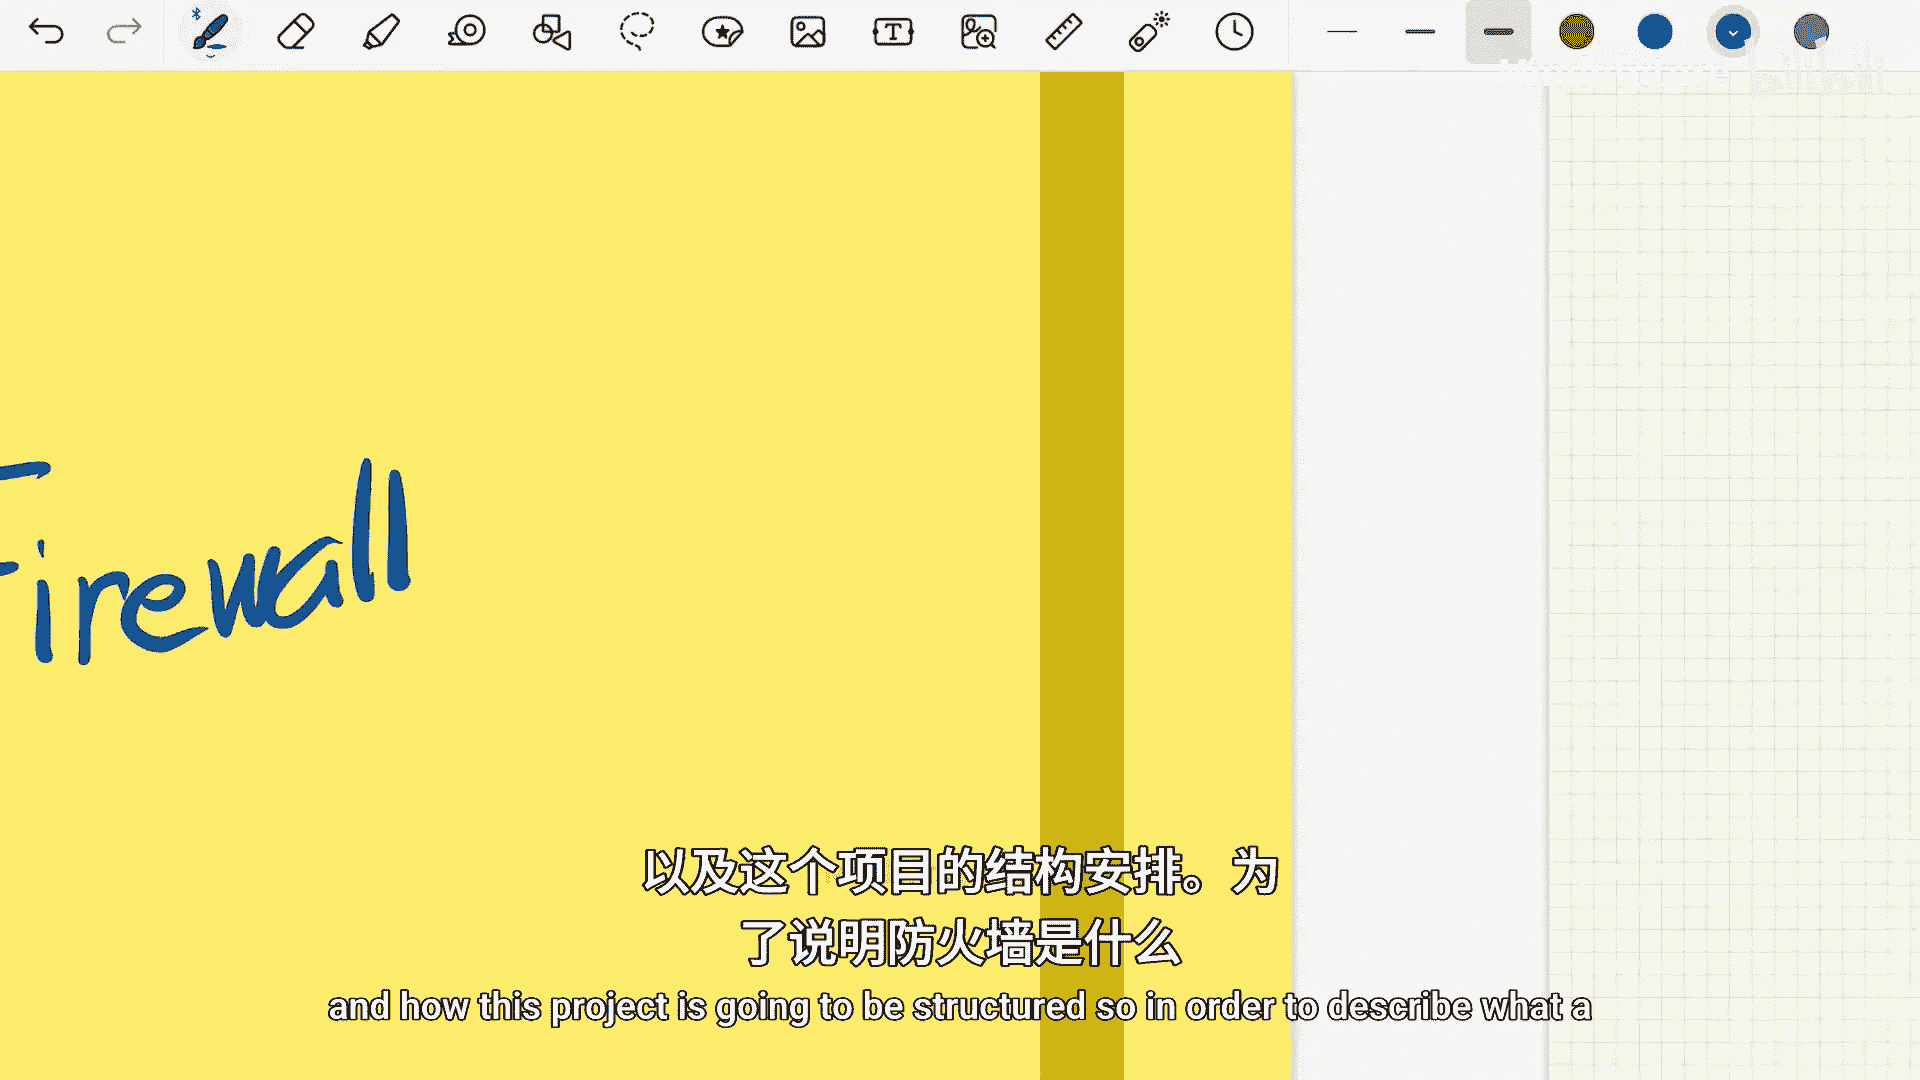 Firewall
以及这个项目的结构安排。为
了说明防火墙是什么
and how this project is going to be structured so in order to describe what a